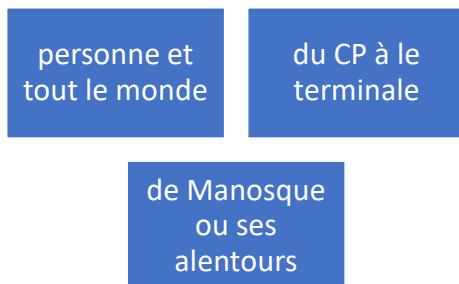 personne et
tout le monde
du CP à le
terminale
de Manosque
ou ses
alentours